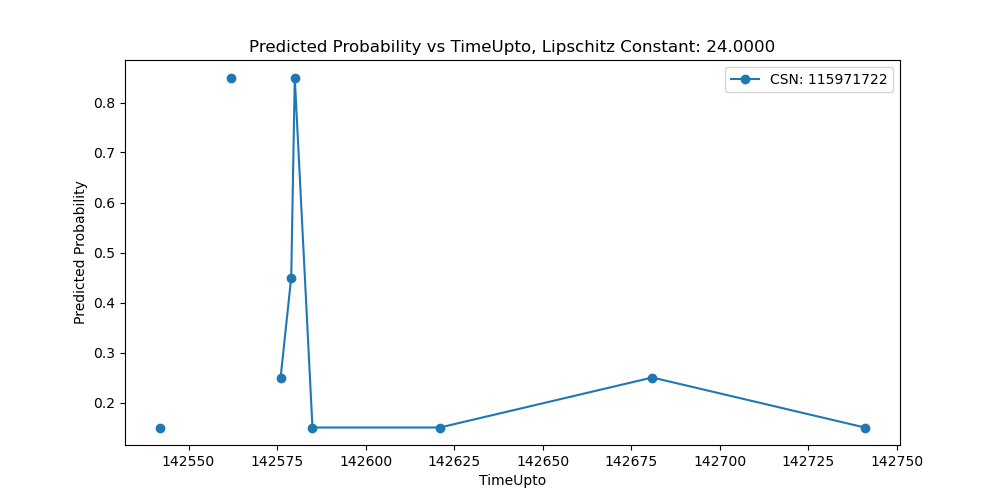 Predicted Probability vs TimeUpto, Lipschitz Constant: 24.0000
CSN: 115971722
Predicted Probability
0.8
0.7
0.6
0.5
0.4
0.3
0.2
142550 142575 142600 142625 142650 142675 142700 142725 142750
TimeUpto